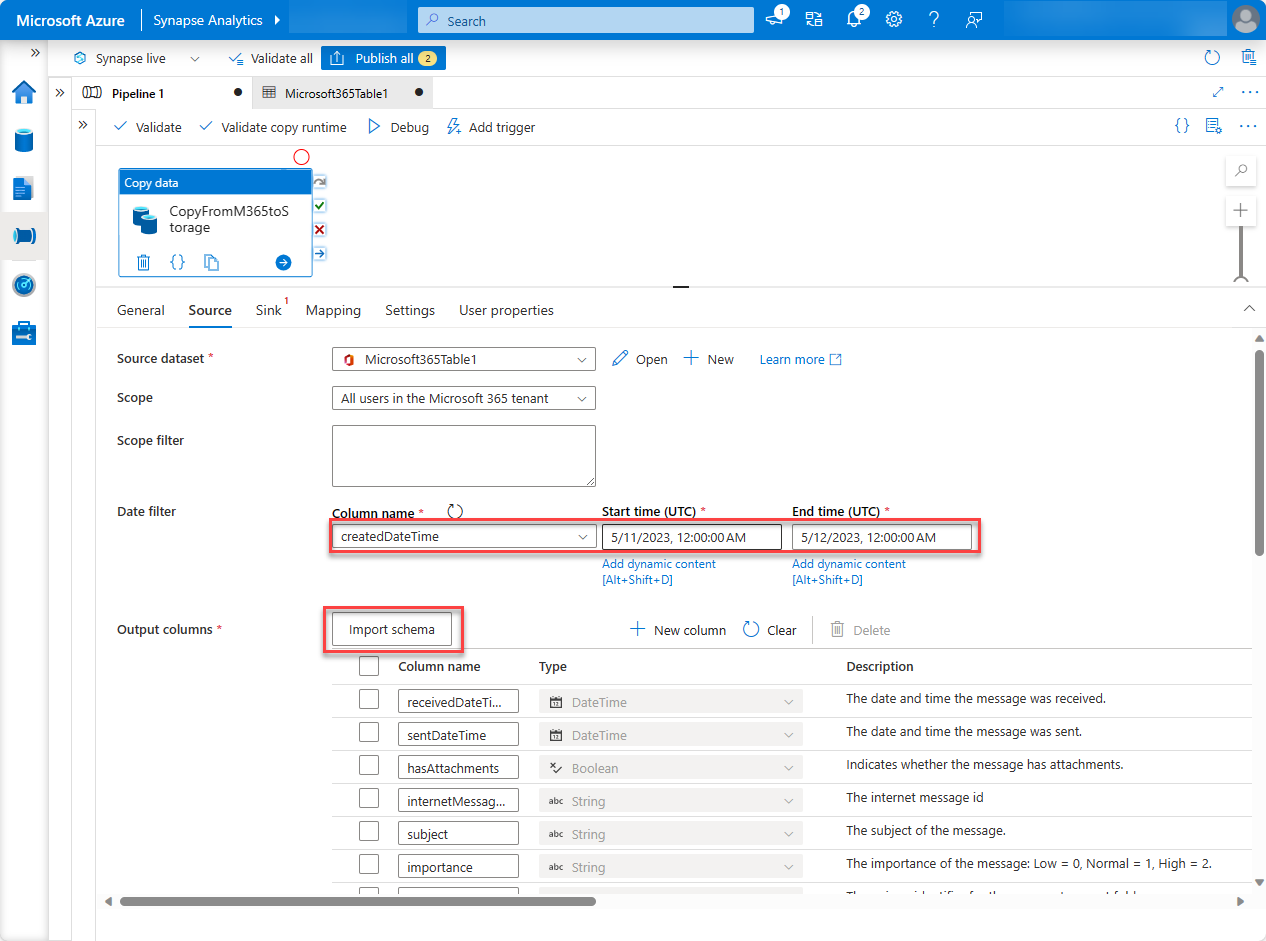 Microsoft Azure
Synapse Analytics
Search
1
2
Synapse live
Validate all
Publish all 2
Pipeline 1
Microsoft365Table1
Validate
Validate copy runtime
Debug
Add trigger
Copy data
CopyFromM365toS
torage
General
Source
Sink 1
Mapping
Settings
User properties
Source dataset *
Microsoft365Table1
Open
New
Learn more
Scope
All users in the Microsoft 365 tenant
Scope filter
Date filter
Column name *
Start time (UTC) *
End time (UTC) *
createdDateTime
5/11/2023, 12:00:00 AM
5/12/2023, 12:00:00 AM
Add dynamic content
[Alt+Shift+D]
Add dynamic content
[Alt+Shift+D]
Output columns *
Import schema
New column
Clear
Delete
Column name
Type
Description
receivedDateTi...
DateTime
The date and time the message was received.
sentDateTime
DateTime
The date and time the message was sent.
hasAttachments
Boolean
Indicates whether the message has attachments.
internetMessag...
abc String
The internet message id
subject
abc String
The subject of the message.
importance
abc String
The importance of the message: Low = 0, Normal = 1, High = 2.